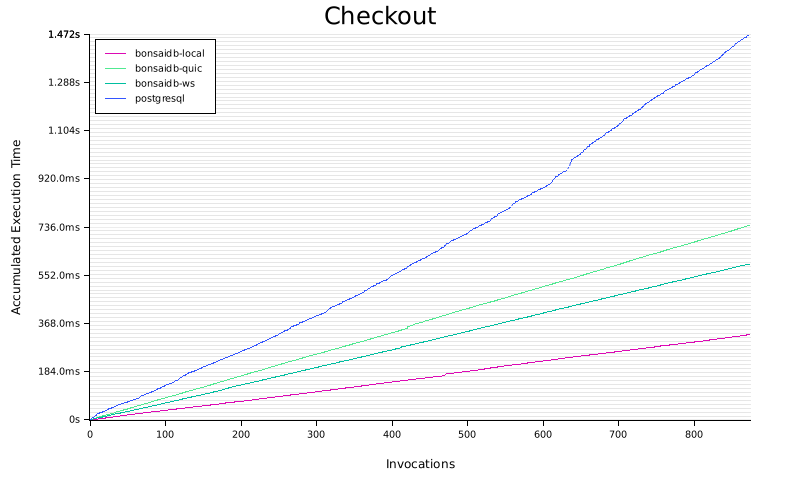 Checkout
1.472s
1.288s
1.104s
920.0ms
736.0ms
552.0ms
368.0ms
184.0ms
0s
bonsaidb-local
bonsaidb-quic
bonsaidb-ws
postgresql
Accumulated Execution Time
0 100 200 300 400 500 600 700 800
Invocations